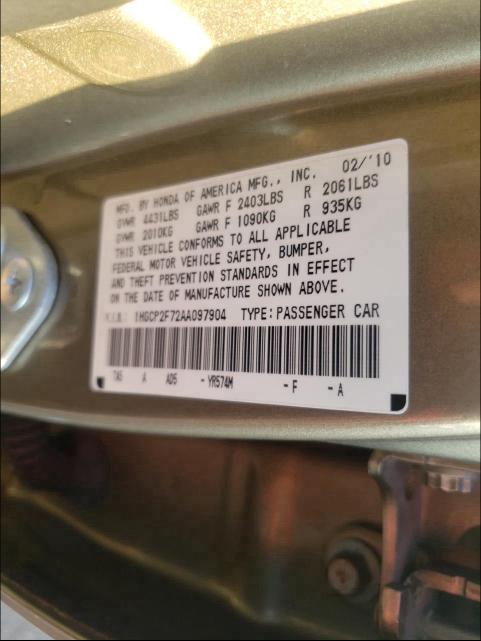 MFD. BY HONDA OF AMERICA MFG., INC. 02/'10
GVWR 4431LBS GAWR F 2403LBS R 2061LBS
GVWR 2010KG GAWR F 1090KG R 935KG
THIS VEHICLE CONFORMS TO ALL APPLICABLE
FEDERAL MOTOR VEHICLE SAFETY, BUMPER,
AND THEFT PREVENTION STANDARDS IN EFFECT
ON THE DATE OF MANUFACTURE SHOWN ABOVE.
V.I.N.: 1HGCP2F72AA097904 TYPE:PASSENGER CAR
TA5 A AD5 -YR574M -F -A